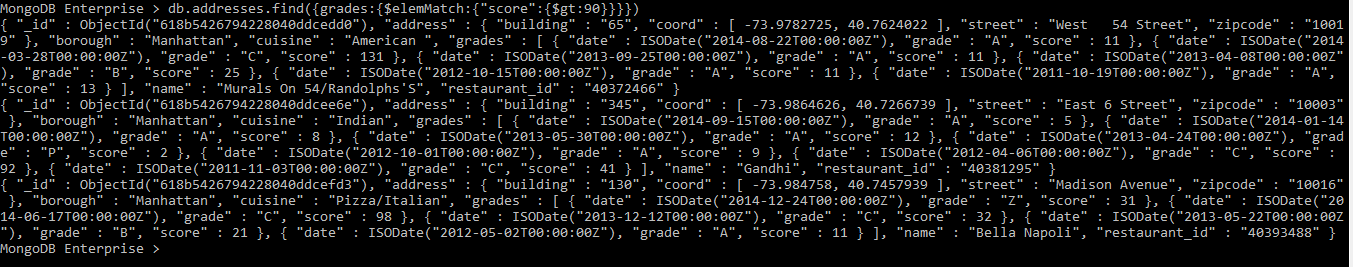 MongoDB Enterprise > db.addresses.find({grades:{$elemMatch:{"score":{$gt:90}}}})
{ "_id" : ObjectId("618b5426794228040ddcedd0"), "address" : { "building" : "65", "coord" : [ -73.9782725, 40.7624022 ], "street" : "West   54 Street", "zipcode" : "1001
9" }, "borough" : "Manhattan", "cuisine" : "American ", "grades" : [ { "date" : ISODate("2014-08-22T00:00:00Z"), "grade" : "A", "score" : 11 }, { "date" : ISODate("2014
-03-28T00:00:00Z"), "grade" : "C", "score" : 131 }, { "date" : ISODate("2013-09-25T00:00:00Z"), "grade" : "A", "score" : 11 }, { "date" : ISODate("2013-04-08T00:00:00Z"
), "grade" : "B", "score" : 25 }, { "date" : ISODate("2012-10-15T00:00:00Z"), "grade" : "A", "score" : 11 }, { "date" : ISODate("2011-10-19T00:00:00Z"), "grade" : "A",
"score" : 13 } ], "name" : "Murals On 54/Randolphs'S", "restaurant_id" : "40372466" }
{ "_id" : ObjectId("618b5426794228040ddcee6e"), "address" : { "building" : "345", "coord" : [ -73.9864626, 40.7266739 ], "street" : "East 6 Street", "zipcode" : "10003"
 }, "borough" : "Manhattan", "cuisine" : "Indian", "grades" : [ { "date" : ISODate("2014-09-15T00:00:00Z"), "grade" : "A", "score" : 5 }, { "date" : ISODate("2014-01-14
T00:00:00Z"), "grade" : "A", "score" : 8 }, { "date" : ISODate("2013-05-30T00:00:00Z"), "grade" : "A", "score" : 12 }, { "date" : ISODate("2013-04-24T00:00:00Z"), "grad
e" : "P", "score" : 2 }, { "date" : ISODate("2012-10-01T00:00:00Z"), "grade" : "A", "score" : 9 }, { "date" : ISODate("2012-04-06T00:00:00Z"), "grade" : "C", "score" :
92 }, { "date" : ISODate("2011-11-03T00:00:00Z"), "grade" : "C", "score" : 41 } ], "name" : "Gandhi", "restaurant_id" : "40381295" }
{ "_id" : ObjectId("618b5426794228040ddcefd3"), "address" : { "building" : "130", "coord" : [ -73.984758, 40.7457939 ], "street" : "Madison Avenue", "zipcode" : "10016"
 }, "borough" : "Manhattan", "cuisine" : "Pizza/Italian", "grades" : [ { "date" : ISODate("2014-12-24T00:00:00Z"), "grade" : "Z", "score" : 31 }, { "date" : ISODate("20
14-06-17T00:00:00Z"), "grade" : "C", "score" : 98 }, { "date" : ISODate("2013-12-12T00:00:00Z"), "grade" : "C", "score" : 32 }, { "date" : ISODate("2013-05-22T00:00:00Z
"), "grade" : "B", "score" : 21 }, { "date" : ISODate("2012-05-02T00:00:00Z"), "grade" : "A", "score" : 11 } ], "name" : "Bella Napoli", "restaurant_id" : "40393488" }
MongoDB Enterprise >